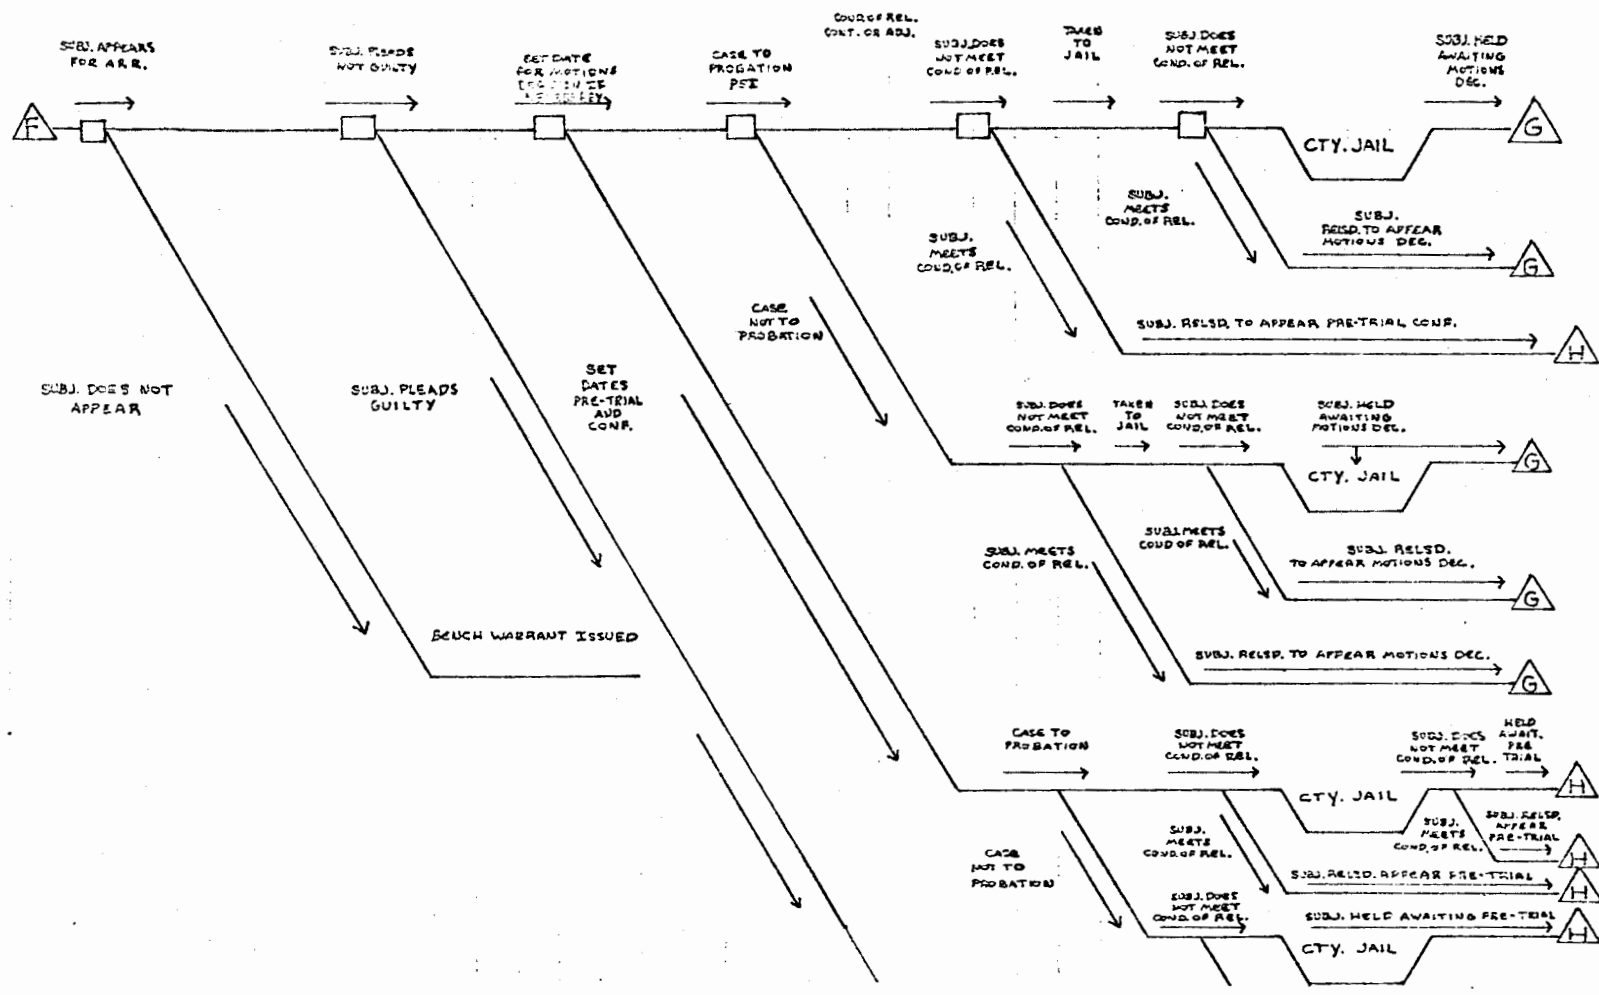 COND. OF REL.
CONT. OR ADJ.
SUBJ. APPEARS
FOR ARR.
SUBJ. PLEADS
NOT GUILTY
SET DATE
FOR MOTIONS
CASE TO
PROBATION
PSI
SUBJ. DOES
NOT MEET
COND. OF REL.
TAKEN
TO
JAIL
SUBJ. DOES
NOT MEET
COND. OF REL.
SUBJ. HELD
AWAITING
MOTIONS
DEC.
F
CTY. JAIL
G
SUBJ.
MEETS
COND. OF REL.
SUBJ.
RELSD. TO APPEAR
MOTIONS DEC.
G
SUBJ.
MEETS
COND. OF REL.
CASE
NOT TO
PROBATION
SUBJ. RELSD. TO APPEAR PRE-TRIAL CONF.
H
SUBJ. DOES NOT
APPEAR
SUBJ. PLEADS
GUILTY
SET
DATES
PRE-TRIAL
AND
CONF.
SUBJ. DOES
NOT MEET
COND. OF REL.
TAKEN
TO
JAIL
SUBJ. DOES
NOT MEET
COND. OF REL.
SUBJ. HELD
AWAITING
MOTIONS DEC.
CTY. JAIL
G
SUBJ. MEETS
COND. OF REL.
SUBJ. MEETS
COND OF REL.
SUBJ. RELSD.
TO APPEAR MOTIONS DEC.
G
BENCH WARRANT ISSUED
SUBJ. RELSD. TO APPEAR MOTIONS DEC.
G
CASE TO
PROBATION
SUBJ. DOES
NOT MEET
COND. OF REL.
SUBJ. DOES
NOT MEET
COND. OF REL.
HELD
AWAIT.
PRE
TRIAL
CTY. JAIL
H
SUBJ.
MEETS
COND. OF REL.
SUBJ.
MEETS
COND. OF REL.
SUBJ. RELSD.
APPEAR
PRE-TRIAL
H
CASE
NOT TO
PROBATION
SUBJ. RELSD. APPEAR PRE-TRIAL
H
SUBJ. DOES
NOT MEET
COND. OF REL.
SUBJ. HELD AWAITING PRE-TRIAL
H
CTY. JAIL